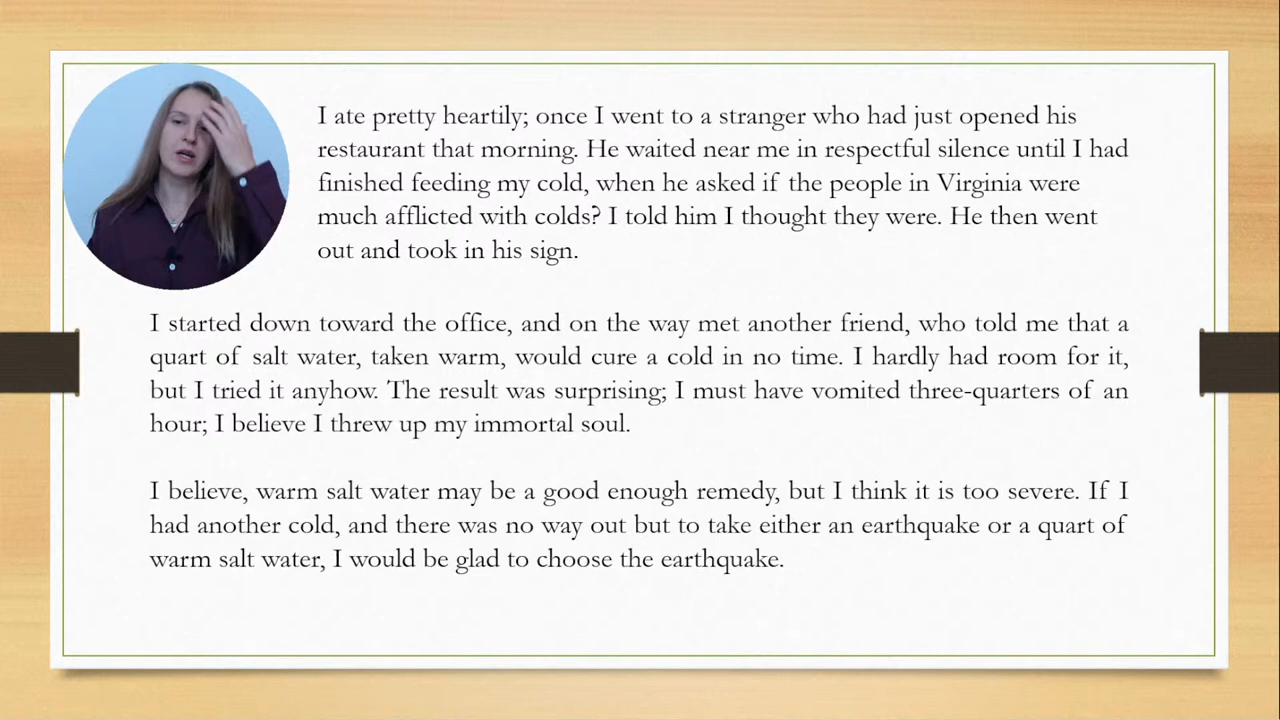 I ate pretty heartily; once I went to a stranger who had just opened his
restaurant that morning. He waited near me in respectful silence until I had
finished feeding my cold, when he asked if the people in Virginia were
much afflicted with colds? I told him I thought they were. He then went
out and took in his sign.
I started down toward the office, and on the way met another friend, who told me that a
quart of salt water, taken warm, would cure a cold in no time. I hardly had room for it,
but I tried it anyhow. The result was surprising; I must have vomited three-quarters of an
hour; I believe I threw up my immortal soul.
I believe, warm salt water may be a good enough remedy, but I think it is too severe. If I
had another cold, and there was no way out but to take either an earthquake or a quart of
warm salt water, I would be glad to choose the earthquake.